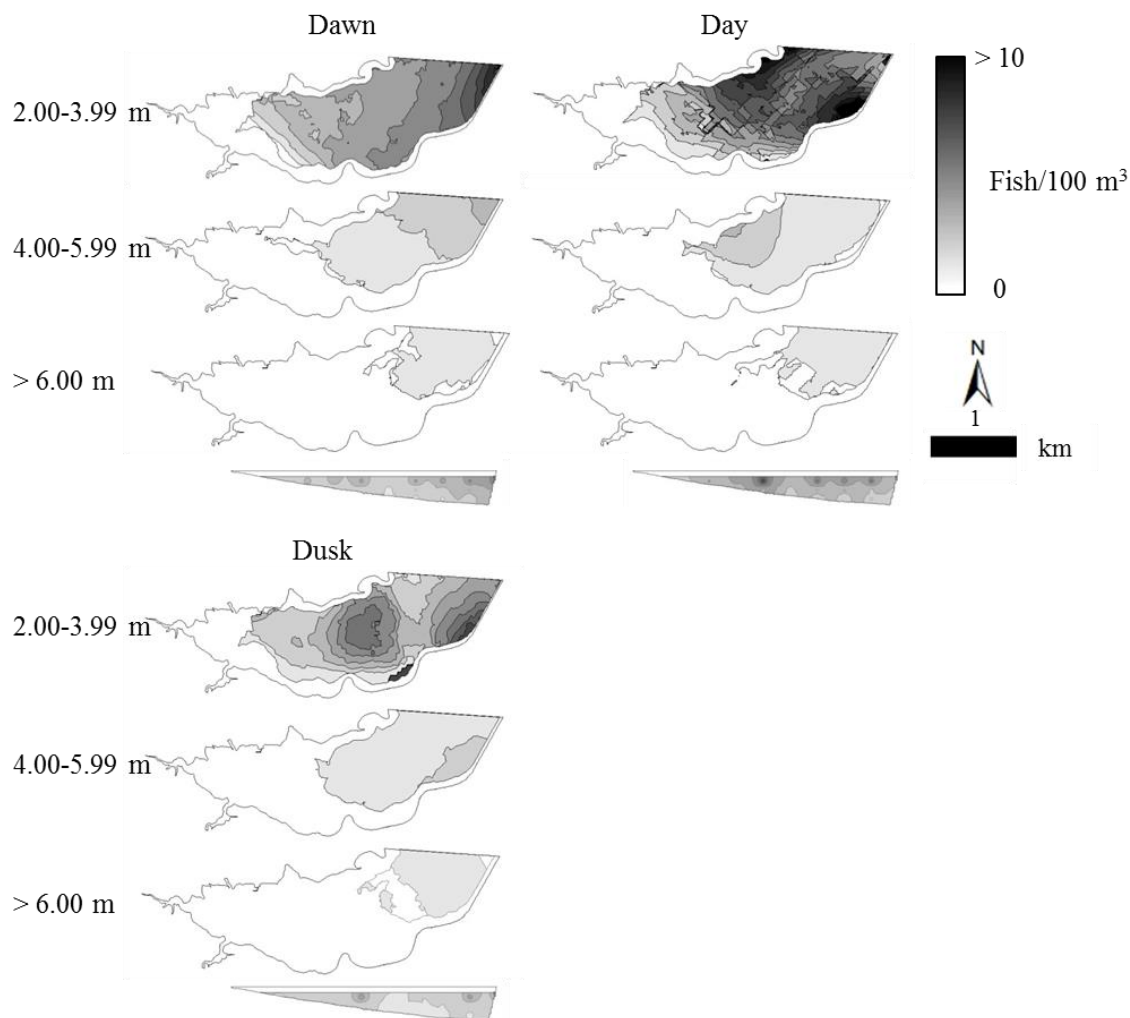 Dawn
Day
2.00-3.99 m
4.00-5.99 m
> 6.00 m
> 10
Fish/100 m³
0
N
1
km
Dusk
2.00-3.99 m
4.00-5.99 m
> 6.00 m